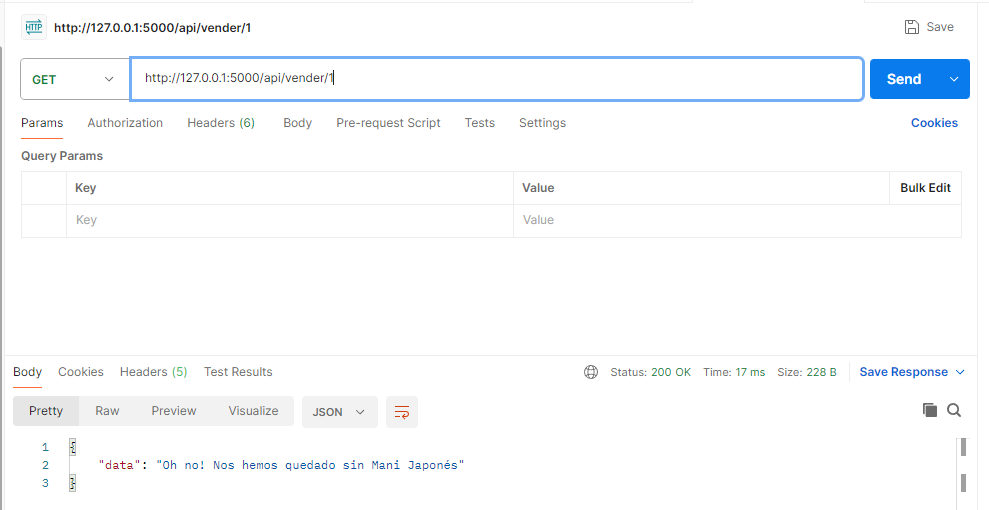 HTTP http://127.0.0.1:5000/api/vender/1 Save
GET http://127.0.0.1:5000/api/vender/1 Send
Params Authorization Headers (6) Body Pre-request Script Tests Settings Cookies
Query Params
Key Value Bulk Edit
Key Value
Body Cookies Headers (5) Test Results Status: 200 OK Time: 17 ms Size: 228 B Save Response
Pretty Raw Preview Visualize JSON
1 {
2 "data": "Oh no! Nos hemos quedado sin Mani Japonés"
3 }